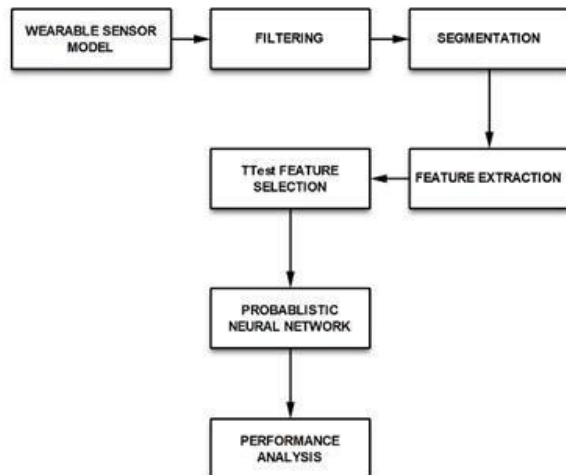 WEARABLE SENSOR
MODEL
FILTERING
SEGMENTATION
FEATURE EXTRACTION
TTest FEATURE
SELECTION
PROBABLISTIC
NEURAL NETWORK
PERFORMANCE
ANALYSIS